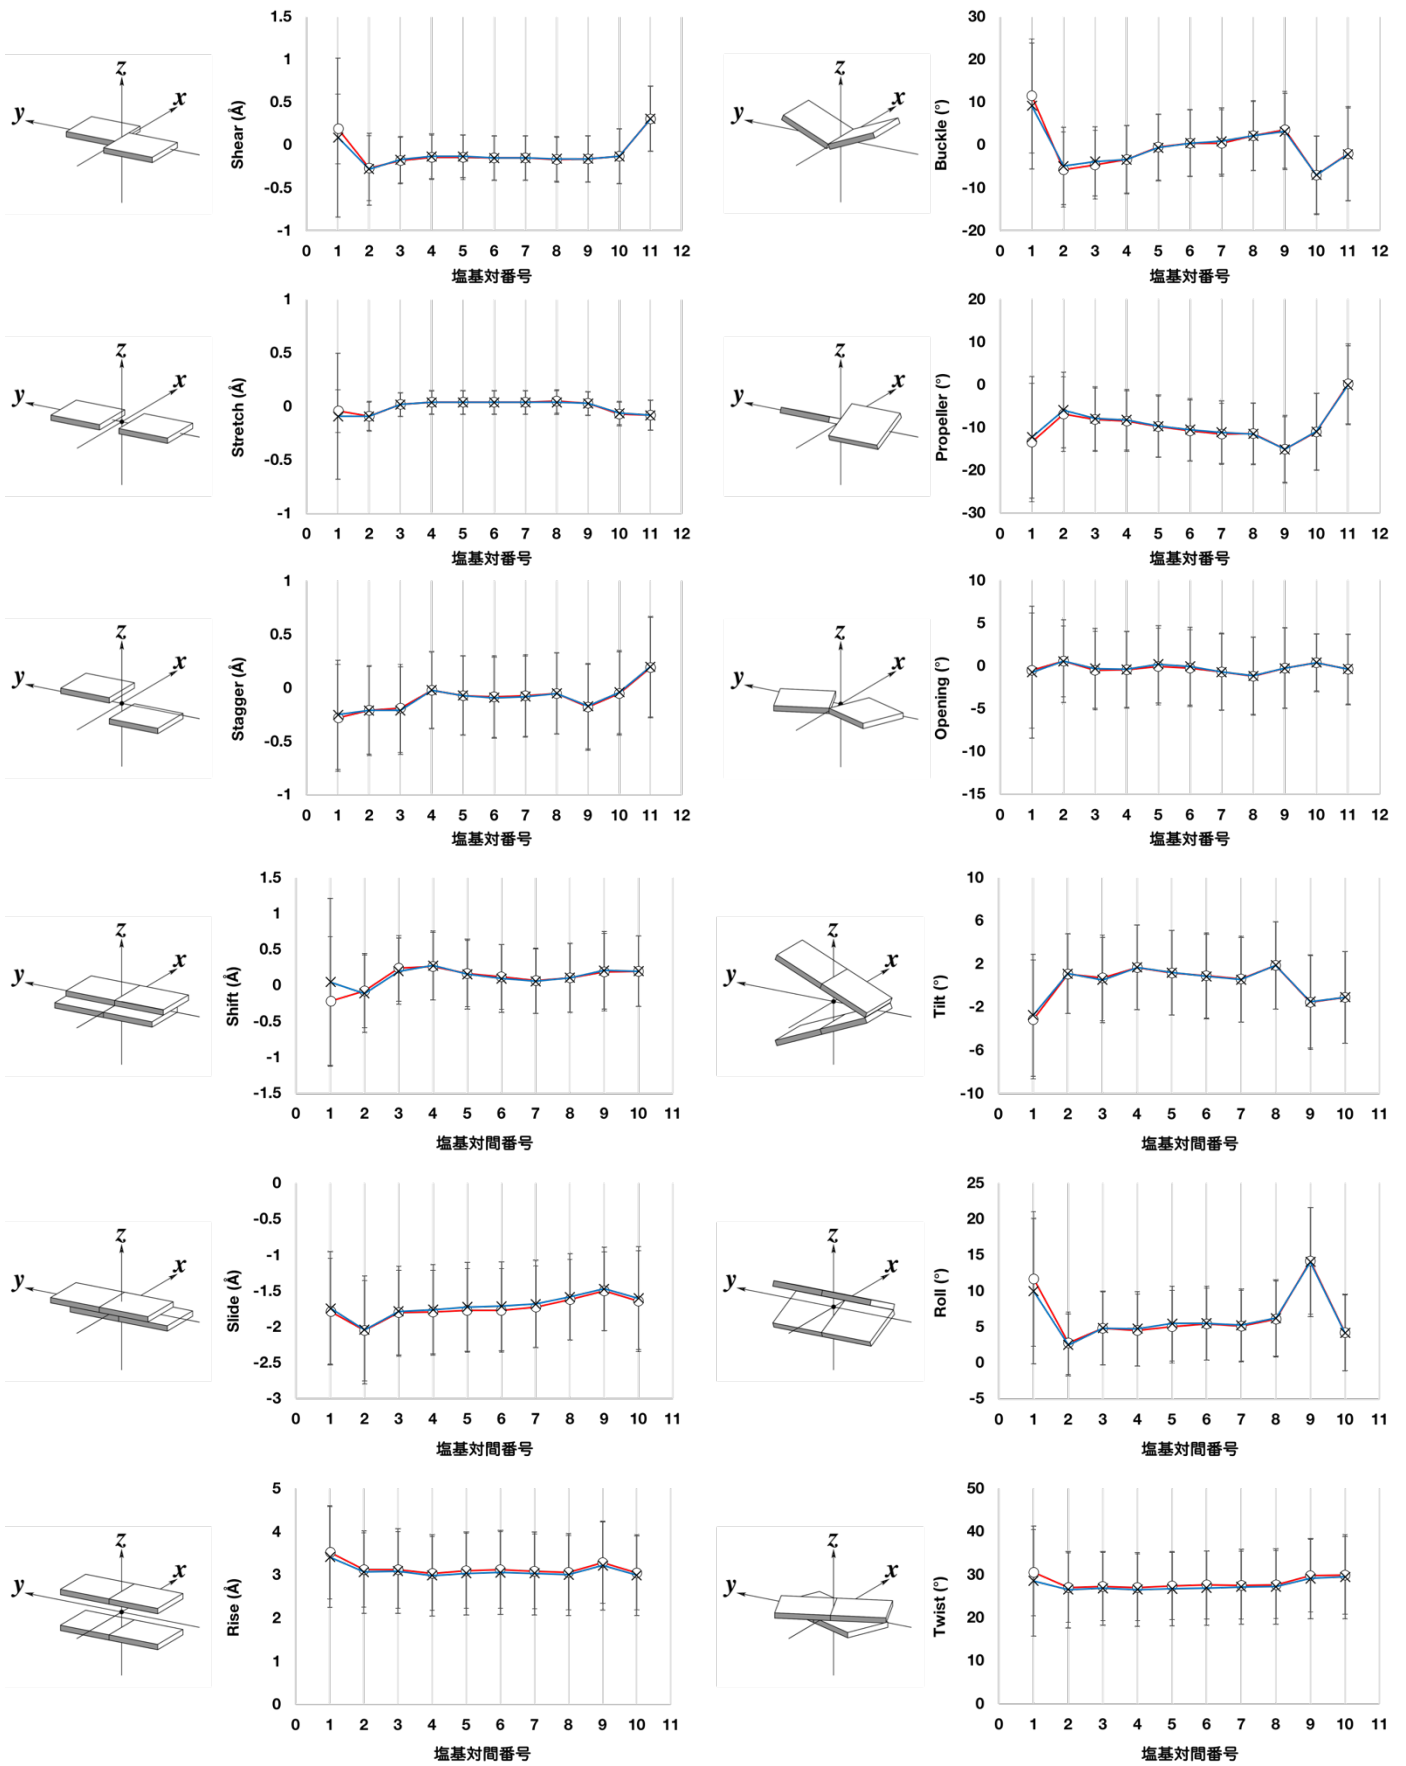 z
y
x
Shear (Å)
1.5
1
0.5
0
-0.5
-1
0 1 2 3 4 5 6 7 8 9 10 11 12
塩基対番号
z
y
x
Buckle (°)
30
20
10
0
-10
-20
0 1 2 3 4 5 6 7 8 9 10 11 12
塩基対番号
z
y
x
Stretch (Å)
1
0.5
0
-0.5
-1
0 1 2 3 4 5 6 7 8 9 10 11 12
塩基対番号
z
y
x
Propeller (°)
20
10
0
-10
-20
-30
0 1 2 3 4 5 6 7 8 9 10 11 12
塩基対番号
z
y
x
Stagger (Å)
1
0.5
0
-0.5
-1
0 1 2 3 4 5 6 7 8 9 10 11 12
塩基対番号
z
y
x
Opening (°)
10
5
0
-5
-10
-15
0 1 2 3 4 5 6 7 8 9 10 11 12
塩基対番号
z
y
x
Shift (Å)
1.5
1
0.5
0
-0.5
-1
-1.5
0 1 2 3 4 5 6 7 8 9 10 11
塩基対間番号
z
y
x
Tilt (°)
10
6
2
-2
-6
-10
0 1 2 3 4 5 6 7 8 9 10 11
塩基対間番号
z
y
x
Slide (Å)
0
-0.5
-1
-1.5
-2
-2.5
-3
0 1 2 3 4 5 6 7 8 9 10 11
塩基対間番号
z
y
x
Roll (°)
25
20
15
10
5
0
-5
0 1 2 3 4 5 6 7 8 9 10 11
塩基対間番号
z
y
x
Rise (Å)
5
4
3
2
1
0
0 1 2 3 4 5 6 7 8 9 10 11
塩基対間番号
z
y
x
Twist (°)
50
40
30
20
10
0
0 1 2 3 4 5 6 7 8 9 10 11
塩基対間番号